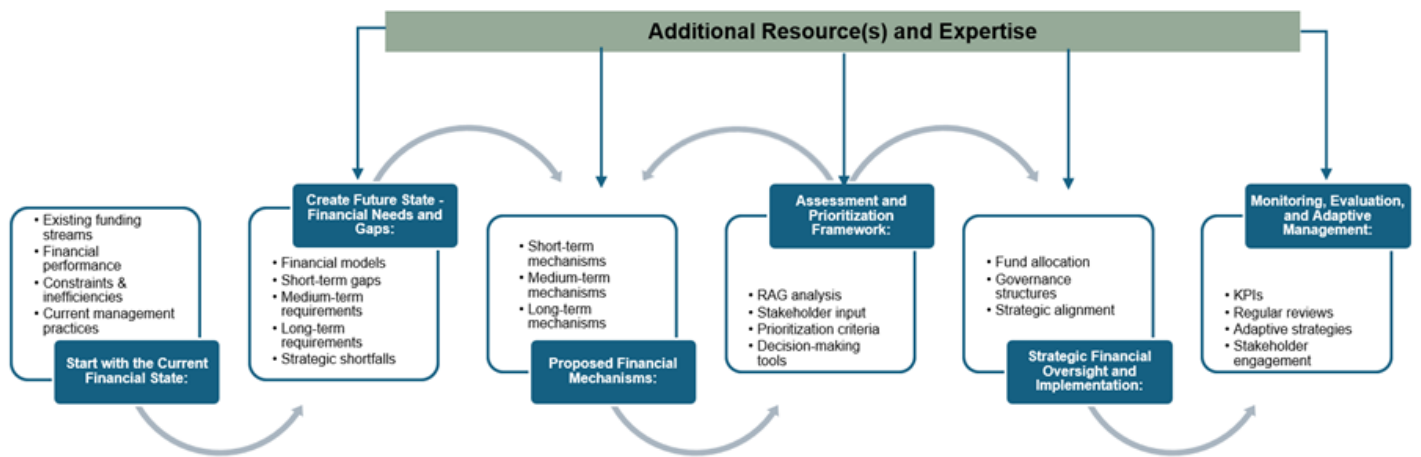 Additional Resource(s) and Expertise
• Existing funding
streams
• Financial
performance
• Constraints &
inefficiencies
• Current management
practices
Start with the Current
Financial State:
Create Future State -
Financial Needs and
Gaps:
• Financial models
• Short-term gaps
• Medium-term
requirements
• Long-term
requirements
• Strategic shortfalls
• Short-term
mechanisms
• Medium-term
mechanisms
• Long-term
mechanisms
Proposed Financial
Mechanisms:
Assessment and
Prioritization
Framework:
• RAG analysis
• Stakeholder input
• Prioritization criteria
• Decision-making
tools
• Fund allocation
• Governance
structures
• Strategic alignment
Strategic Financial
Oversight and
Implementation:
Monitoring, Evaluation,
and Adaptive
Management:
• KPIs
• Regular reviews
• Adaptive strategies
• Stakeholder
engagement